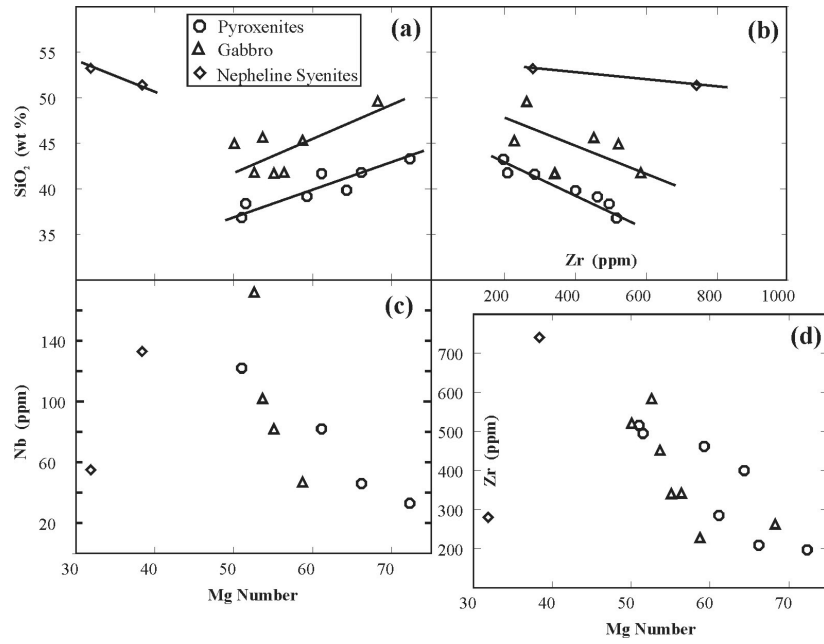 Pyroxenites
Gabbro
Nepheline Syenites
(a)
55
50
45
40
35
SiO₂ (wt %)
(b)
Zr (ppm)
200 400 600 800 1000
(c)
140
100
60
20
Nb (ppm)
30 40 50 60 70
Mg Number
(d)
700
600
500
400
300
200
Zr (ppm)
30 40 50 60 70
Mg Number